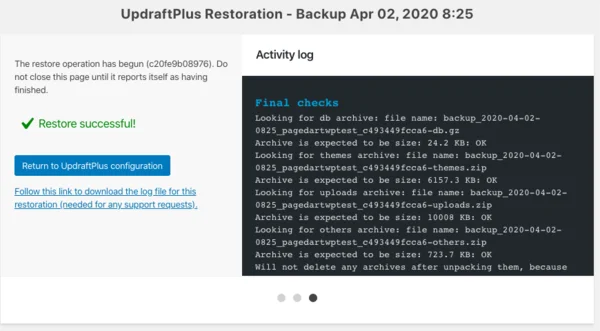 UpdraftPlus Restoration - Backup Apr 02, 2020 8:25
The restore operation has begun (c20fe9b08976). Do
not close this page until it reports itself as having
finished.
Restore successful!
Return to UpdraftPlus configuration
Follow this link to download the log file for this
restoration (needed for any support requests).
Activity log
Final checks
Looking for db archive: file name: backup_2020-04-02-
0825_pagedartwptest_c493449fcca6-db.gz
Archive is expected to be size: 24.2 KB: OK
Looking for themes archive: file name: backup_2020-04-02-
0825_pagedartwptest_c493449fcca6-themes.zip
Archive is expected to be size: 6157.3 KB: OK
Looking for uploads archive: file name: backup_2020-04-02-
0825_pagedartwptest_c493449fcca6-uploads.zip
Archive is expected to be size: 10008 KB: OK
Looking for others archive: file name: backup_2020-04-02-
0825_pagedartwptest_c493449fcca6-others.zip
Archive is expected to be size: 723.7 KB: OK
Will not delete any archives after unpacking them, because